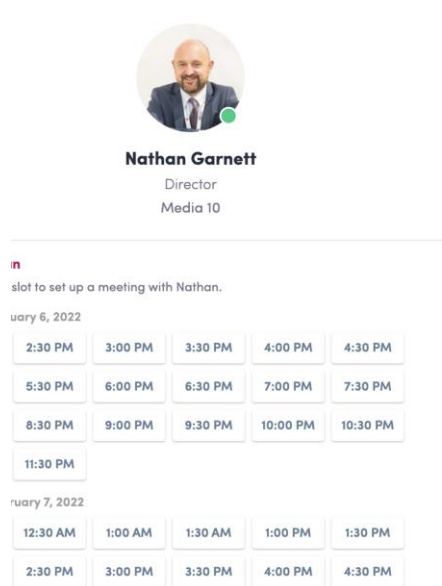 Nathan Garnett
Director
Media 10
slot to set up a meeting with Nathan.
6, 2022
2:30 PM 3:00 PM 3:30 PM 4:00 PM 4:30 PM
5:30 PM 6:00 PM 6:30 PM 7:00 PM 7:30 PM
8:30 PM 9:00 PM 9:30 PM 10:00 PM 10:30 PM
11:30 PM
7, 2022
12:30 AM 1:00 AM 1:30 AM 1:00 PM 1:30 PM
2:30 PM 3:00 PM 3:30 PM 4:00 PM 4:30 PM